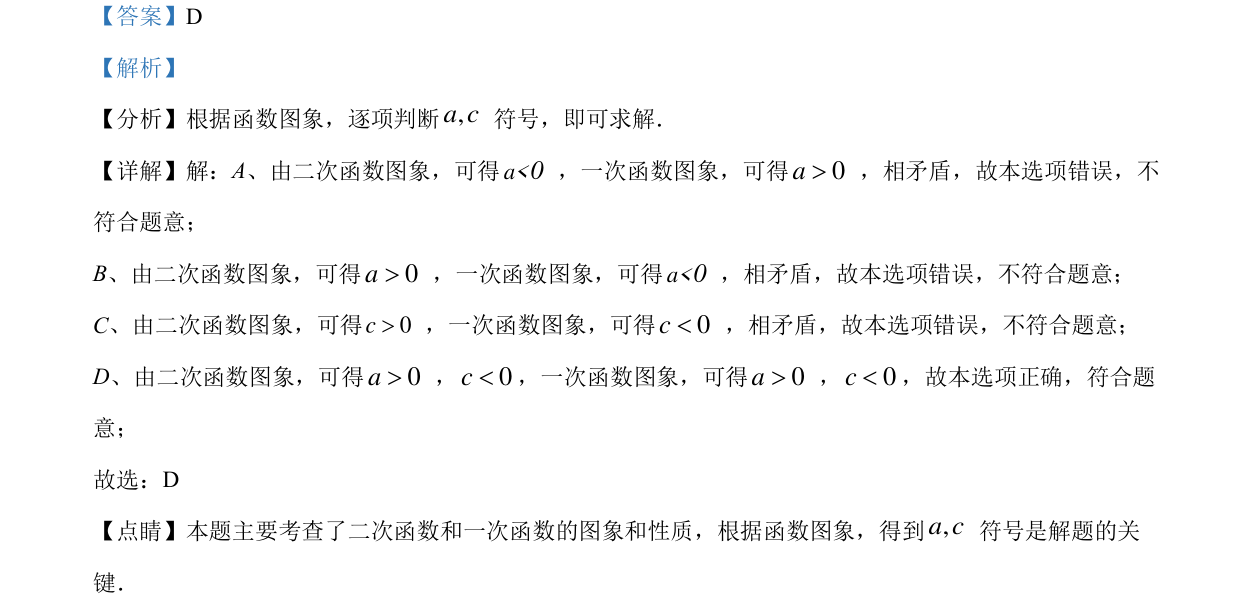 【答案】D
【解析】
【分析】根据函数图象，逐项判断a,c 符号，即可求解．
【详解】解：A、由二次函数图象，可得a<0 ，一次函数图象，可得a>0 ，相矛盾，故本选项错误，不
符合题意；
B、由二次函数图象，可得a>0 ，一次函数图象，可得a<0 ，相矛盾，故本选项错误，不符合题意；
C、由二次函数图象，可得c>0 ，一次函数图象，可得c<0 ，相矛盾，故本选项错误，不符合题意；
D、由二次函数图象，可得a>0 ，c<0，一次函数图象，可得a>0 ，c<0，故本选项正确，符合题
意；
故选：D
【点睛】本题主要考查了二次函数和一次函数的图象和性质，根据函数图象，得到a,c 符号是解题的关
键．